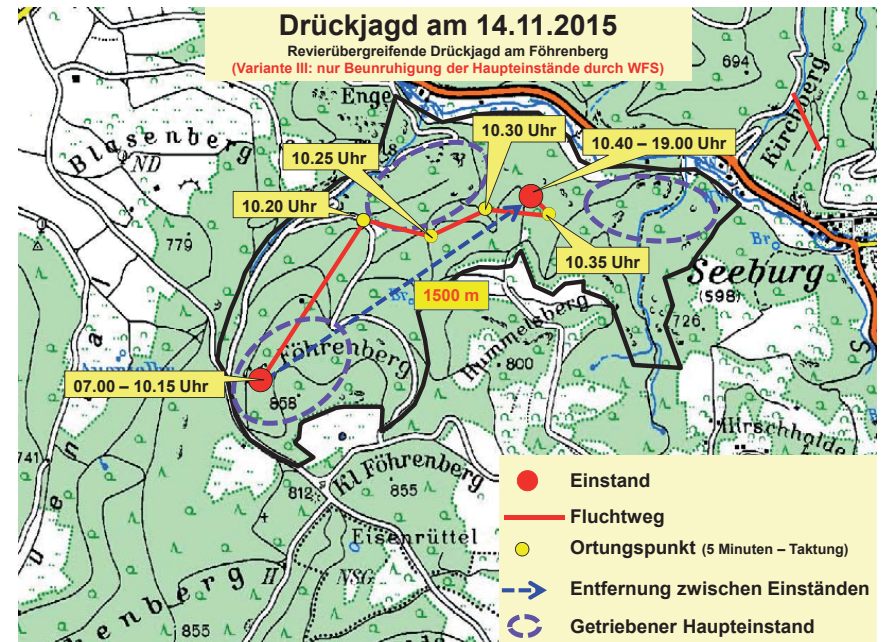 Drückjagd am 14.11.2015
Revierübergreifende Drückjagd am Föhrenberg
(Variante III: nur Beunruhigung der Haupteinstände durch WFS)
694
Enge
Kirchberg
Blasenberg
ND
10.30 Uhr
10.40 – 19.00 Uhr
10.25 Uhr
10.20 Uhr
779
Br
10.35 Uhr
Seeburg
(598)
Br
1500 m
726
Hummelsberg
Föhrenberg
800
07.00 – 10.15 Uhr
858
Hirschhalde
741
Kl Föhrenberg
812
855
Eisenrüttel
H
NSG
855
Einstand
Fluchtweg
Ortungspunkt (5 Minuten – Taktung)
Entfernung zwischen Einständen
Getriebener Haupteinstand